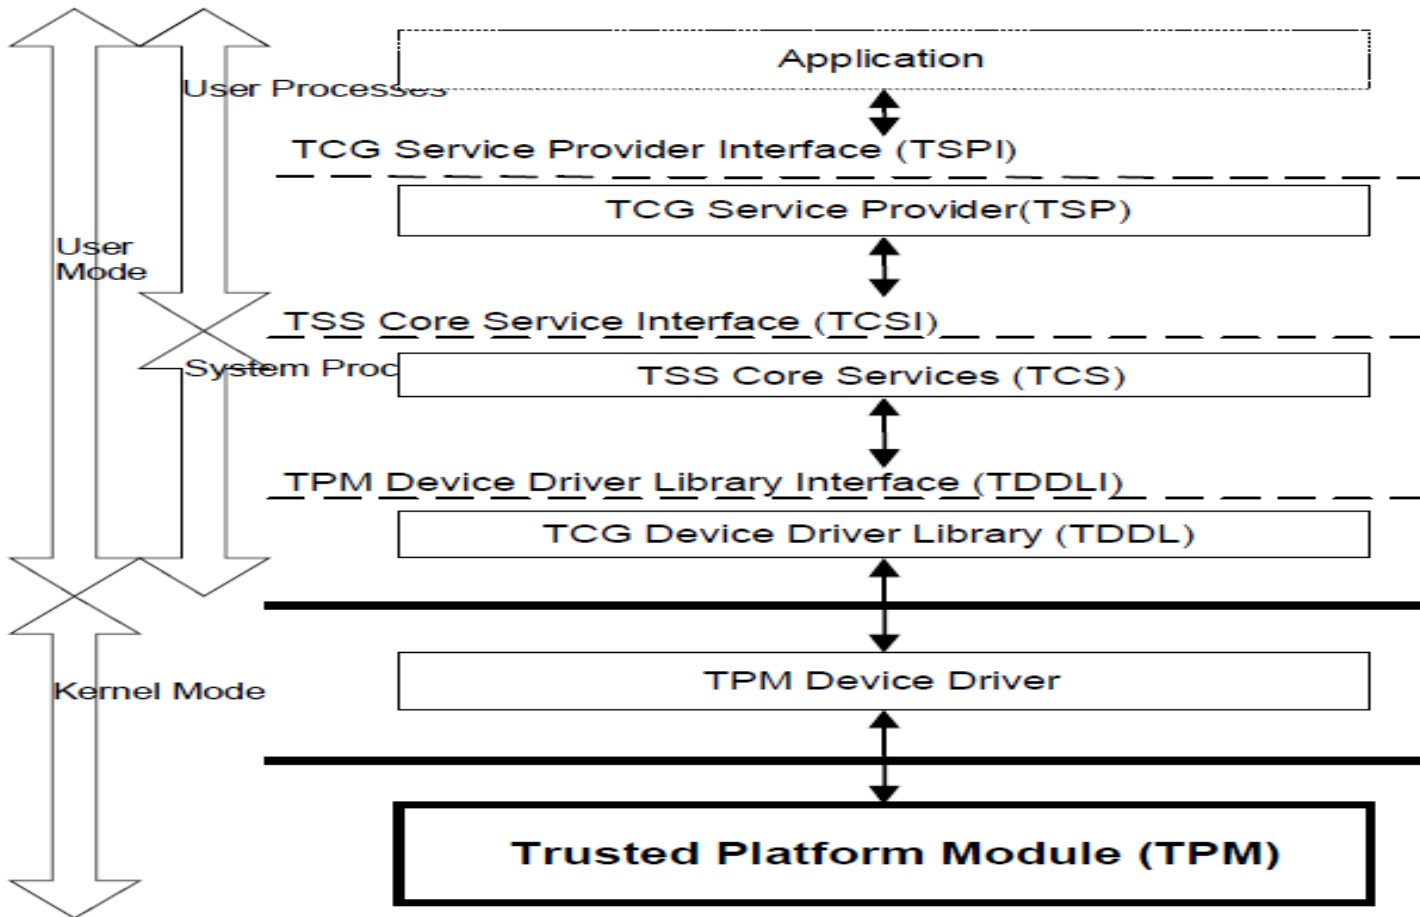 Application
User Processes
TCG Service Provider Interface (TSPI)
TCG Service Provider(TSP)
User
Mode
TSS Core Service Interface (TCSI)
System Proc
TSS Core Services (TCS)
TPM Device Driver Library Interface (TDDLI)
TCG Device Driver Library (TDDL)
TPM Device Driver
Kernel Mode
Trusted Platform Module (TPM)